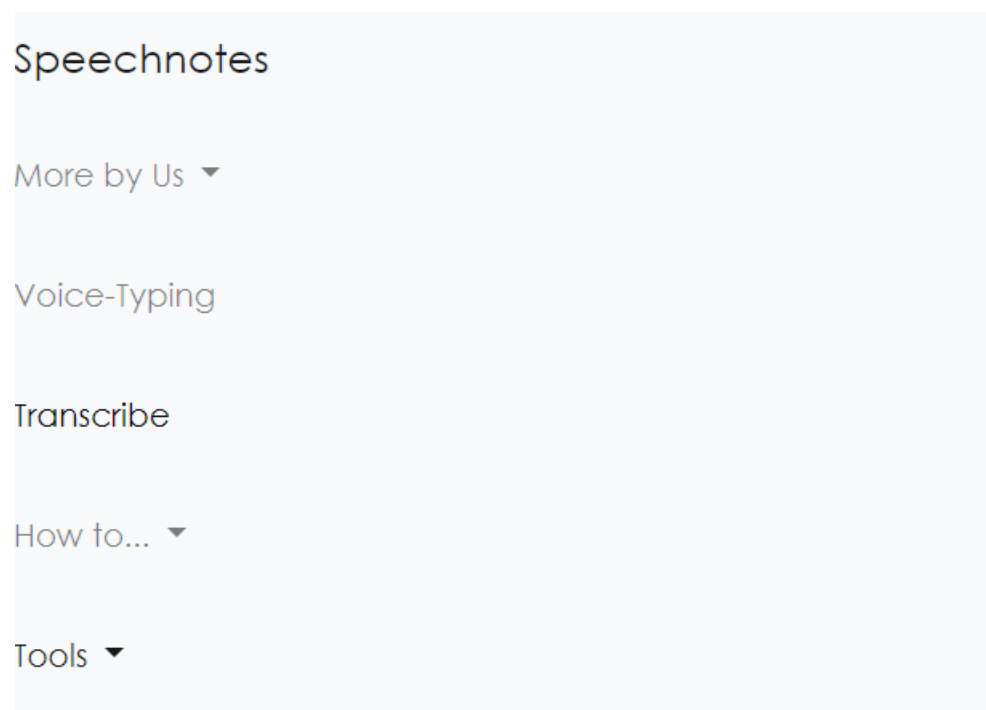 Speechnotes
More by Us
Voice-Typing
Transcribe
How to...
Tools